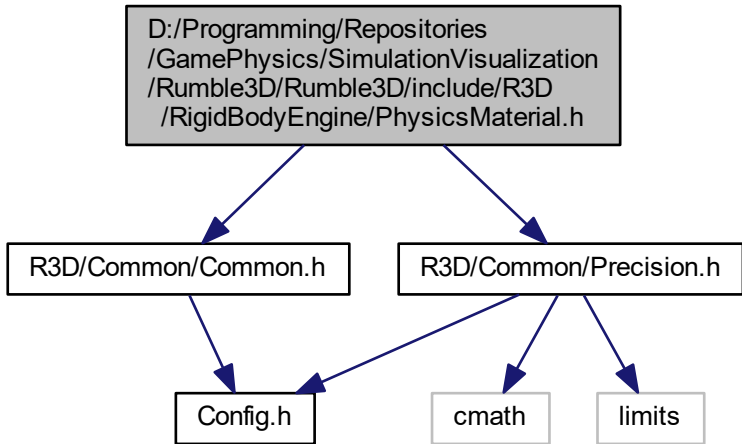 D:/Programming/Repositories
/GamePhysics/SimulationVisualization
/Rumble3D/Rumble3D/include/R3D
/RigidBodyEngine/PhysicsMaterial.h
R3D/Common/Common.h
R3D/Common/Precision.h
Config.h
cmath
limits